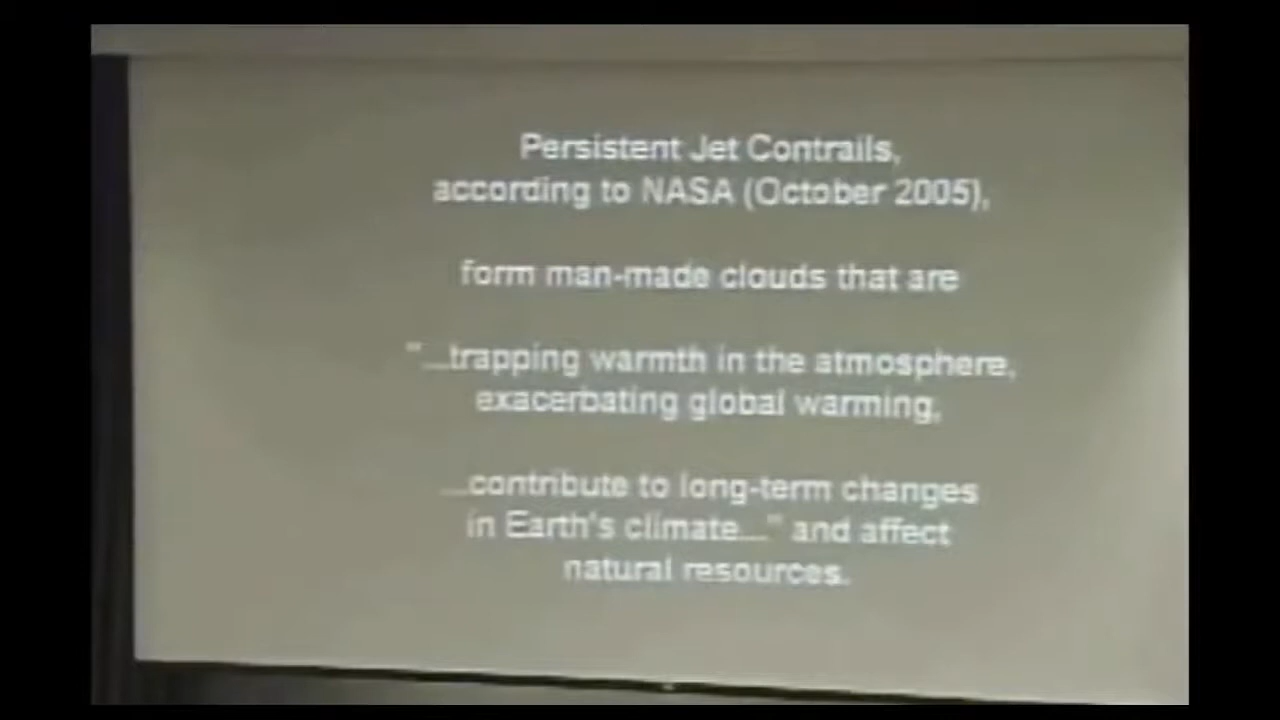 Persistent Jet Contrails,
according to NASA (October 2005),
form man-made clouds that are
"...trapping warmth in the atmosphere,
exacerbating global warming,
...contribute to long-term changes
in Earth's climate..." and affect
natural resources.